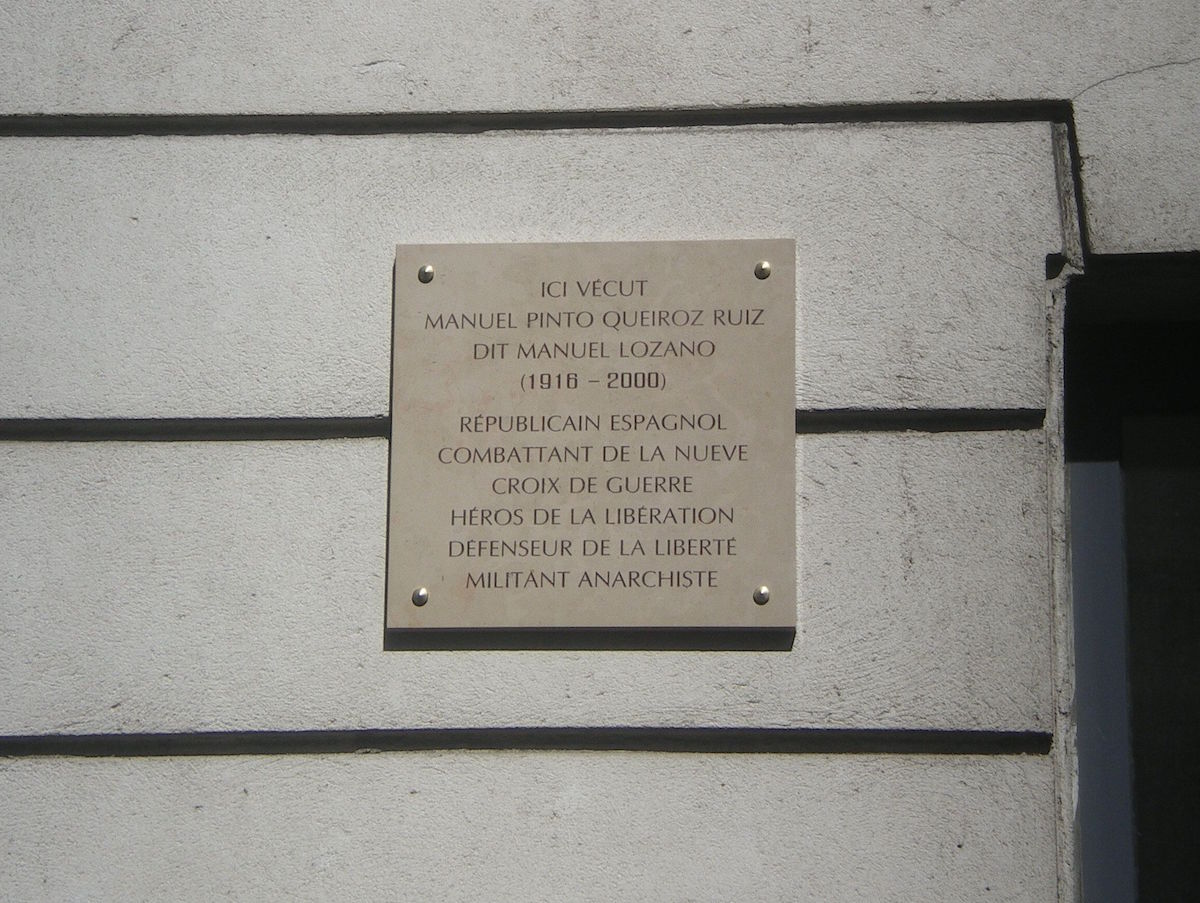 ICI VÉCUT
MANUEL PINTO QUEIROZ RUIZ
DIT MANUEL LOZANO
(1916 – 2000)
RÉPUBLICAIN ESPAGNOL
COMBATTANT DE LA NUEVE
CROIX DE GUERRE
HÉROS DE LA LIBÉRATION
DÉFENSEUR DE LA LIBERTÉ
MILITANT ANARCHISTE